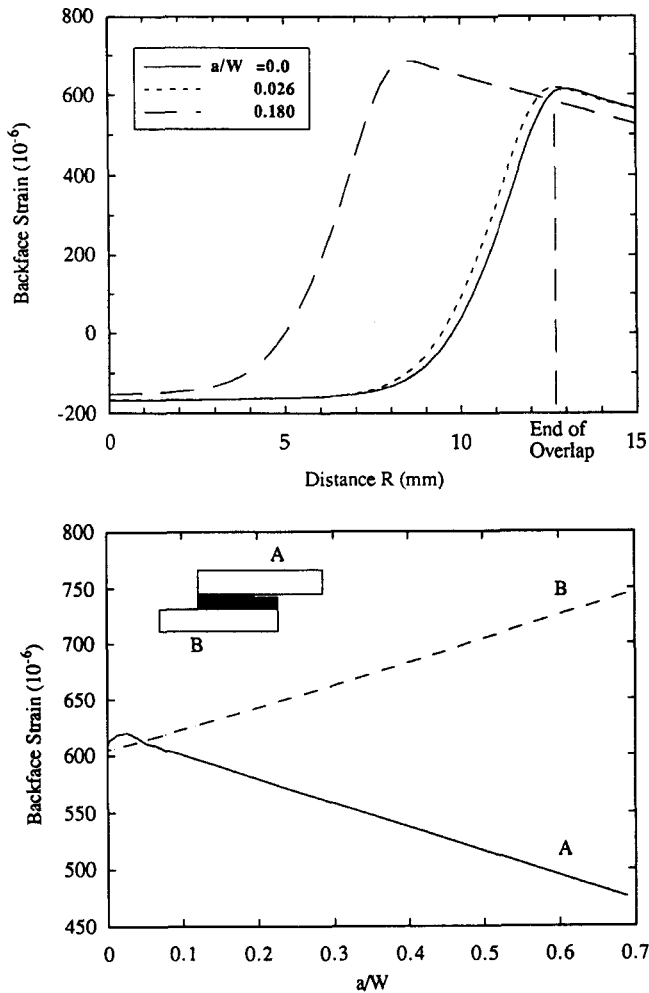 800
600
400
200
0
-200
Backface Strain (10⁻⁶)
a/W =0.0
0.026
0.180
0
5
10
15
End of
Overlap
Distance R (mm)
800
750
700
650
600
550
500
450
Backface Strain (10⁻⁶)
A
B
B
A
0
0.1
0.2
0.3
0.4
0.5
0.6
0.7
a/W